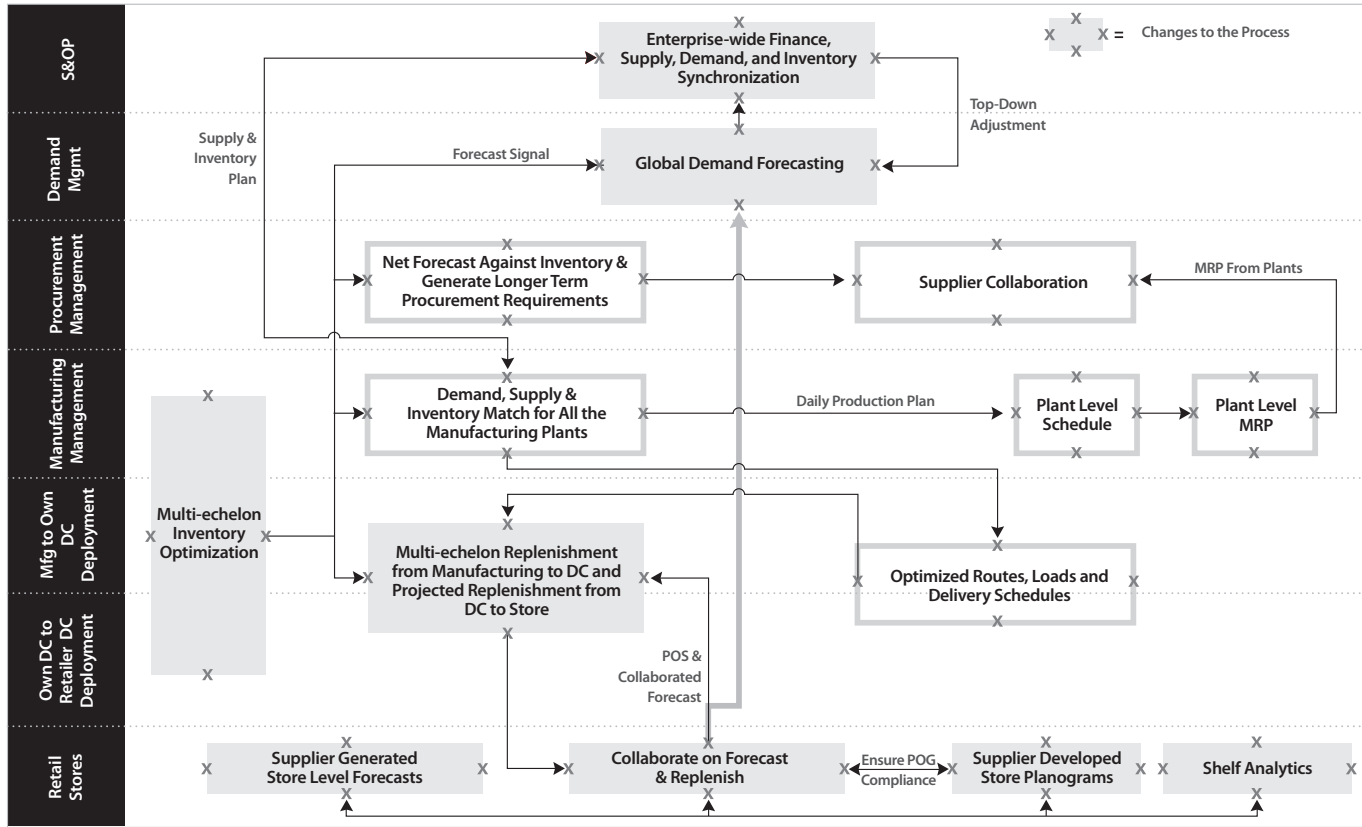 S&OP
Enterprise-wide Finance,
Supply, Demand, and Inventory
Synchronization
= Changes to the Process
Top-Down
Adjustment
Demand
Mgmt
Supply &
Inventory
Plan
Forecast Signal
Global Demand Forecasting
Procurement
Management
Net Forecast Against Inventory &
Generate Longer Term
Procurement Requirements
Supplier Collaboration
MRP From Plants
Manufacturing
Management
Demand, Supply &
Inventory Match for All the
Manufacturing Plants
Daily Production Plan
Plant Level
Schedule
Plant Level
MRP
Mfg to Own
DC
Deployment
Multi-echelon
Inventory
Optimization
Multi-echelon Replenishment
from Manufacturing to DC and
Projected Replenishment from
DC to Store
Optimized Routes, Loads and
Delivery Schedules
Own DC to
Retailer DC
Deployment
POS &
Collaborated
Forecast
Retail
Stores
Supplier Generated
Store Level Forecasts
Collaborate on Forecast
& Replenish
Ensure POG
Compliance
Supplier Developed
Store Planograms
Shelf Analytics